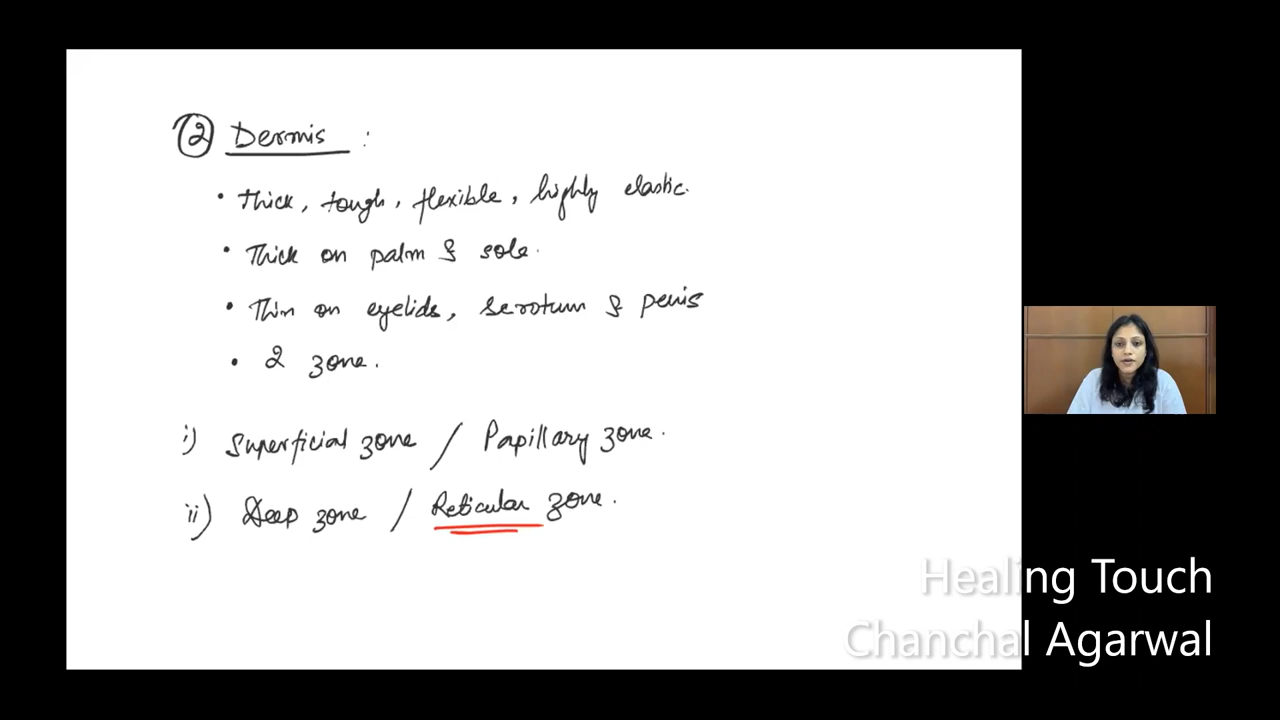 ② Dermis :
• Thick, tough, flexible, highly elastic.
• Thick on palm & sole.
• Thin on eyelids, scrotum & penis
• 2 zone.
i) Superficial zone / Papillary zone.
ii) Deep zone / Reticular zone.
Healing Touch
Chanchal Agarwal